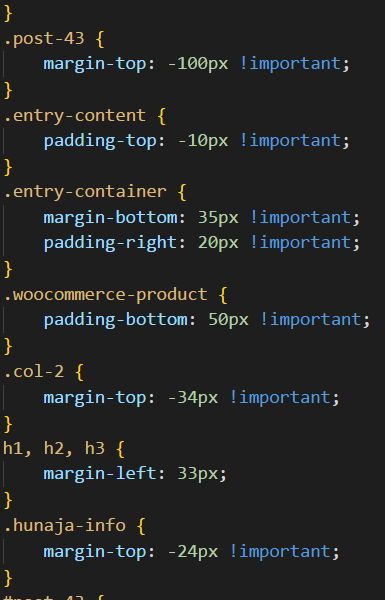 }
.post-43 {
    margin-top: -100px !important;
}
.entry-content {
    padding-top: -10px !important;
}
.entry-container {
    margin-bottom: 35px !important;
    padding-right: 20px !important;
}
.woocommerce-product {
    padding-bottom: 50px !important;
}
.col-2 {
    margin-top: -34px !important;
}
h1, h2, h3 {
    margin-left: 33px;
}
.hunaja-info {
    margin-top: -24px !important;
}
#post-43 {